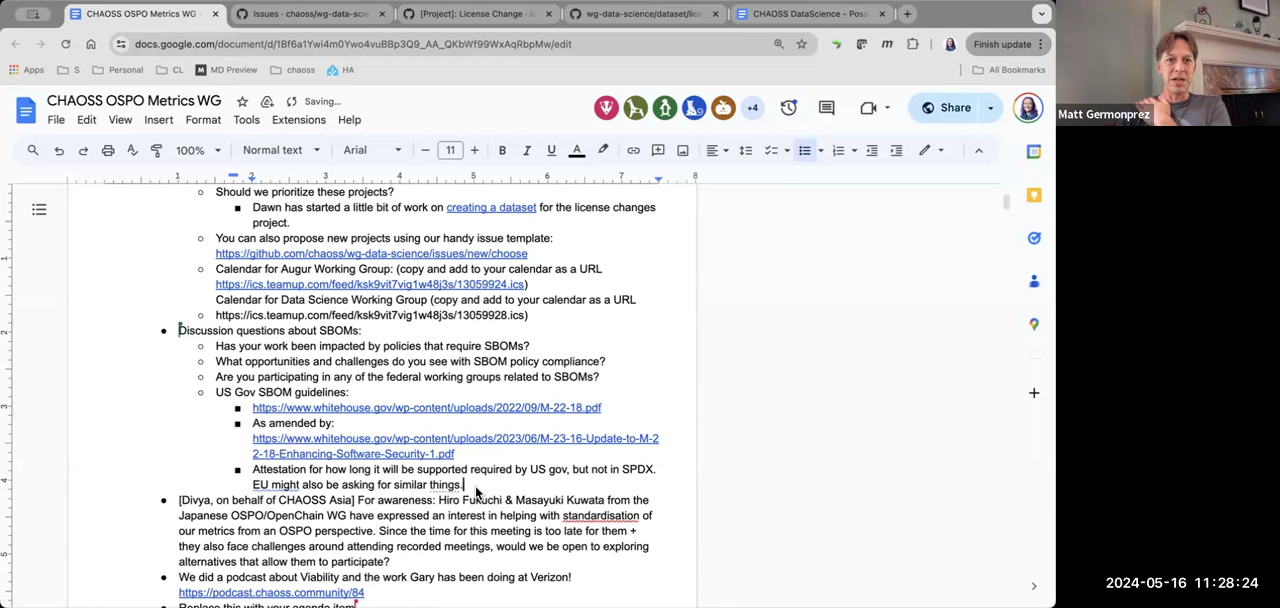 CHAOSS OSPO Metrics WG -
Issues · chaoss/wg-data-scie
[Project]: License Change - Is
wg-data-science/dataset/lice
CHAOSS DataScience - Poss
docs.google.com/document/d/1Bf6a1Ywi4m0Ywo4vuBBp3Q9_AA_QKbWf99WxAqRbpMw/edit
Finish update
Apps
S
Personal
CL
MD Preview
chaoss
HA
All Bookmarks
CHAOSS OSPO Metrics WG
Saving...
File Edit View Insert Format Tools Extensions Help
+4
Share
100%
Normal text
Arial
11
1 2 3 4 5 6 7 8
Should we prioritize these projects?
Dawn has started a little bit of work on creating a dataset for the license changes
project.
You can also propose new projects using our handy issue template:
https://github.com/chaoss/wg-data-science/issues/new/choose
Calendar for Augur Working Group: (copy and add to your calendar as a URL
https://ics.teamup.com/feed/ksk9vit7vig1w48j3s/13059924.ics)
Calendar for Data Science Working Group (copy and add to your calendar as a URL
https://ics.teamup.com/feed/ksk9vit7vig1w48j3s/13059928.ics)
Discussion questions about SBOMs:
Has your work been impacted by policies that require SBOMs?
What opportunities and challenges do you see with SBOM policy compliance?
Are you participating in any of the federal working groups related to SBOMs?
US Gov SBOM guidelines:
https://www.whitehouse.gov/wp-content/uploads/2022/09/M-22-18.pdf
As amended by:
https://www.whitehouse.gov/wp-content/uploads/2023/06/M-23-16-Update-to-M-2
2-18-Enhancing-Software-Security-1.pdf
Attestation for how long it will be supported required by US gov, but not in SPDX.
EU might also be asking for similar things.
[Divya, on behalf of CHAOSS Asia] For awareness: Hiro Fukuchi & Masayuki Kuwata from the
Japanese OSPO/OpenChain WG have expressed an interest in helping with standardisation of
our metrics from an OSPO perspective. Since the time for this meeting is too late for them +
they also face challenges around attending recorded meetings, would we be open to exploring
alternatives that allow them to participate?
We did a podcast about Viability and the work Gary has been doing at Verizon!
https://podcast.chaoss.community/84
Replace this with your agenda item
Matt Germonprez
2024-05-16 11:28:24